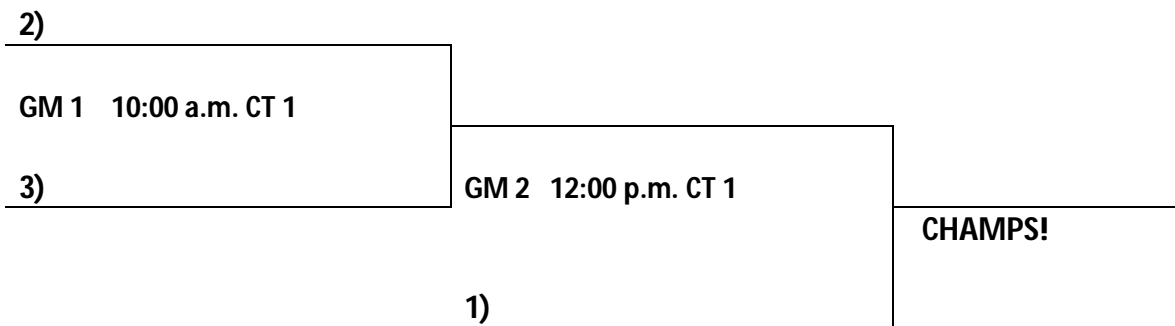 2)
GM 1 10:00 a.m. CT 1
3)
GM 2 12:00 p.m. CT 1
CHAMPS!
1)